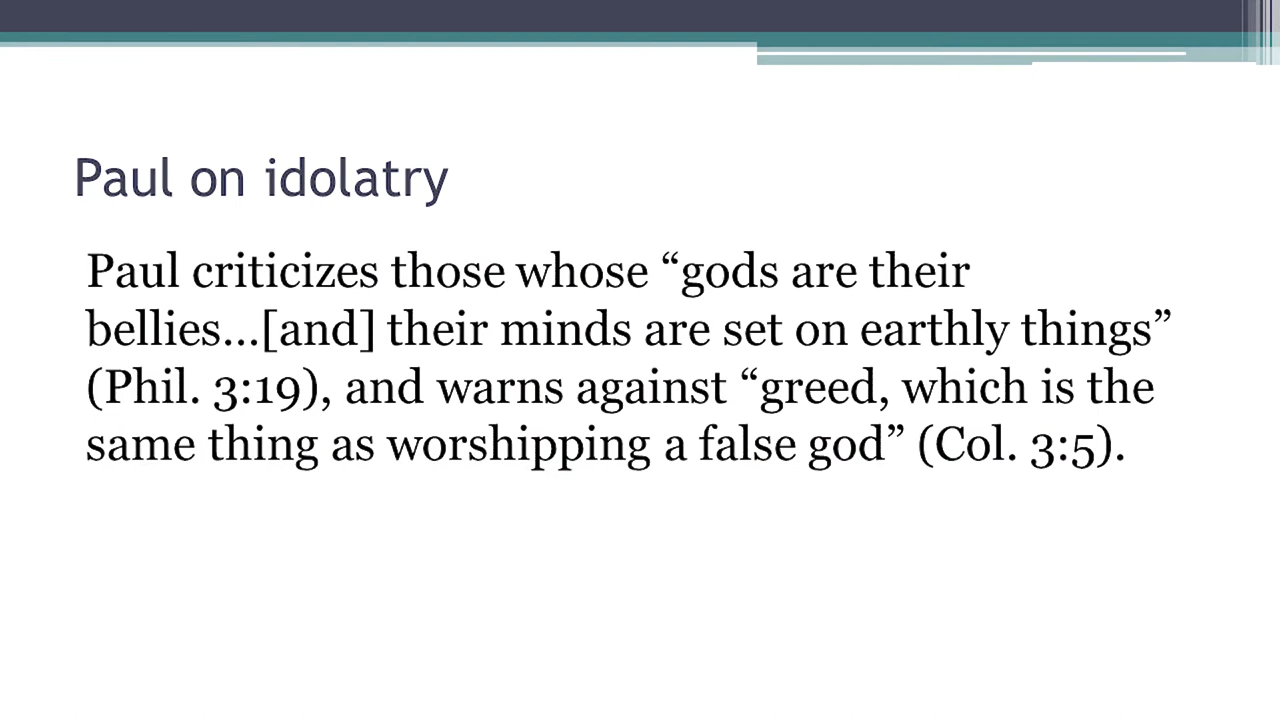 Paul on idolatry
Paul criticizes those whose “gods are their
bellies…[and] their minds are set on earthly things”
(Phil. 3:19), and warns against “greed, which is the
same thing as worshipping a false god” (Col. 3:5).